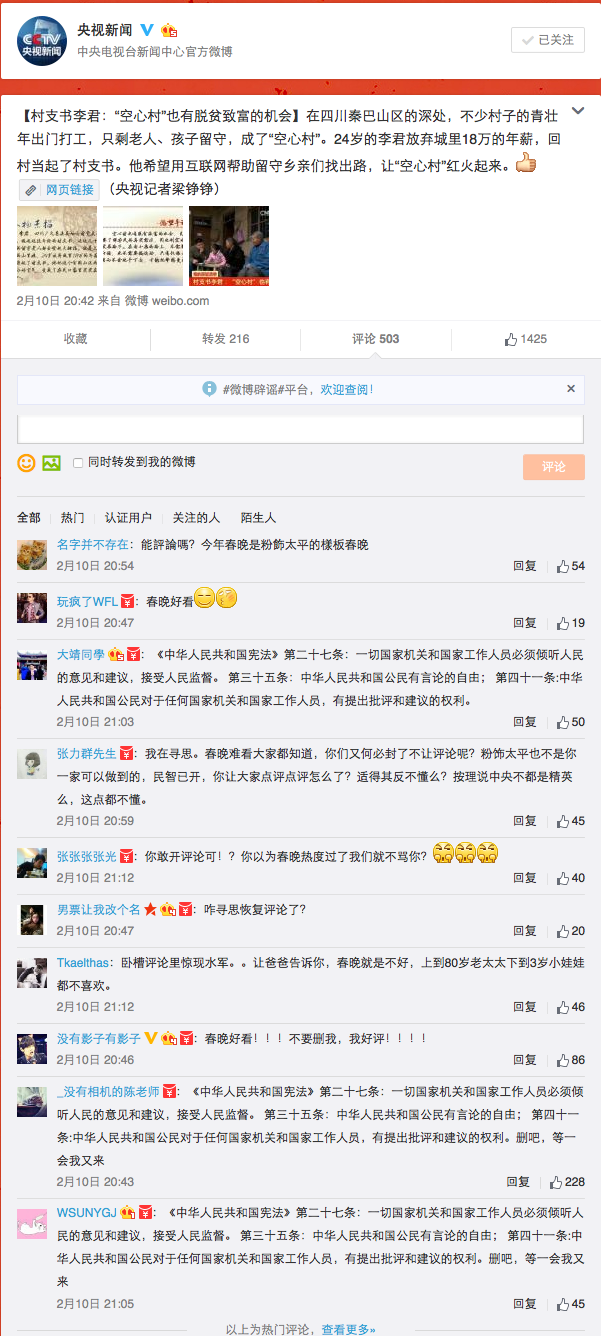 央视新闻
中央电视台新闻中心官方微博
已关注
【村支书李君：“空心村”也有脱贫致富的机会】在四川秦巴山区的深处，不少村子的青壮
年出门打工，只剩老人、孩子留守，成了“空心村”。24岁的李君放弃城里18万的年薪，回
村当起了村支书。他希望用互联网帮助留守乡亲们找出路，让“空心村”红火起来。
网页链接 （央视记者梁铮铮）
2月10日 20:42 来自 微博 weibo.com
收藏
转发 216
评论 503
1425
#微博辟谣#平台，欢迎查阅！
同时转发到我的微博
评论
全部 热门 认证用户 关注的人 陌生人
名字并不存在：能評論嗎？今年春晚是粉飾太平的樣板春晚
2月10日 20:54 回复 54
玩疯了WFL：春晚好看
2月10日 20:47 回复 19
大靖同學：《中华人民共和国宪法》第二十七条：一切国家机关和国家工作人员必须倾听人民
的意见和建议，接受人民监督。 第三十五条：中华人民共和国公民有言论的自由； 第四十一条:中华
人民共和国公民对于任何国家机关和国家工作人员，有提出批评和建议的权利。
2月10日 21:03 回复 50
张力群先生：我在寻思。春晚难看大家都知道，你们又何必封了不让评论呢？粉饰太平也不是你
一家可以做到的，民智已开，你让大家点评点评怎么了？适得其反不懂么？按理说中央不都是精英
么，这点都不懂。
2月10日 20:59 回复 45
张张张张光：你敢开评论可！？你以为春晚热度过了我们就不骂你？
2月10日 21:12 回复 40
男票让我改个名：咋寻思恢复评论了？
2月10日 20:47 回复 20
Tkaelthas：卧槽评论里惊现水军。。让爸爸告诉你，春晚就是不好，上到80岁老太太下到3岁小娃娃
都不喜欢。
2月10日 21:12 回复 46
没有影子有影子：春晚好看！！！不要删我，我好评！！！！
2月10日 20:46 回复 86
_没有相机的陈老师：《中华人民共和国宪法》第二十七条：一切国家机关和国家工作人员必须倾
听人民的意见和建议，接受人民监督。 第三十五条：中华人民共和国公民有言论的自由； 第四十一
条:中华人民共和国公民对于任何国家机关和国家工作人员，有提出批评和建议的权利。删吧，等一
会我又来
2月10日 20:43 回复 228
WSUNYGJ：《中华人民共和国宪法》第二十七条：一切国家机关和国家工作人员必须倾听人
民的意见和建议，接受人民监督。 第三十五条：中华人民共和国公民有言论的自由； 第四十一条:中
华人民共和国公民对于任何国家机关和国家工作人员，有提出批评和建议的权利。删吧，等一会我又
来
2月10日 21:05 回复 45
以上为热门评论，查看更多»